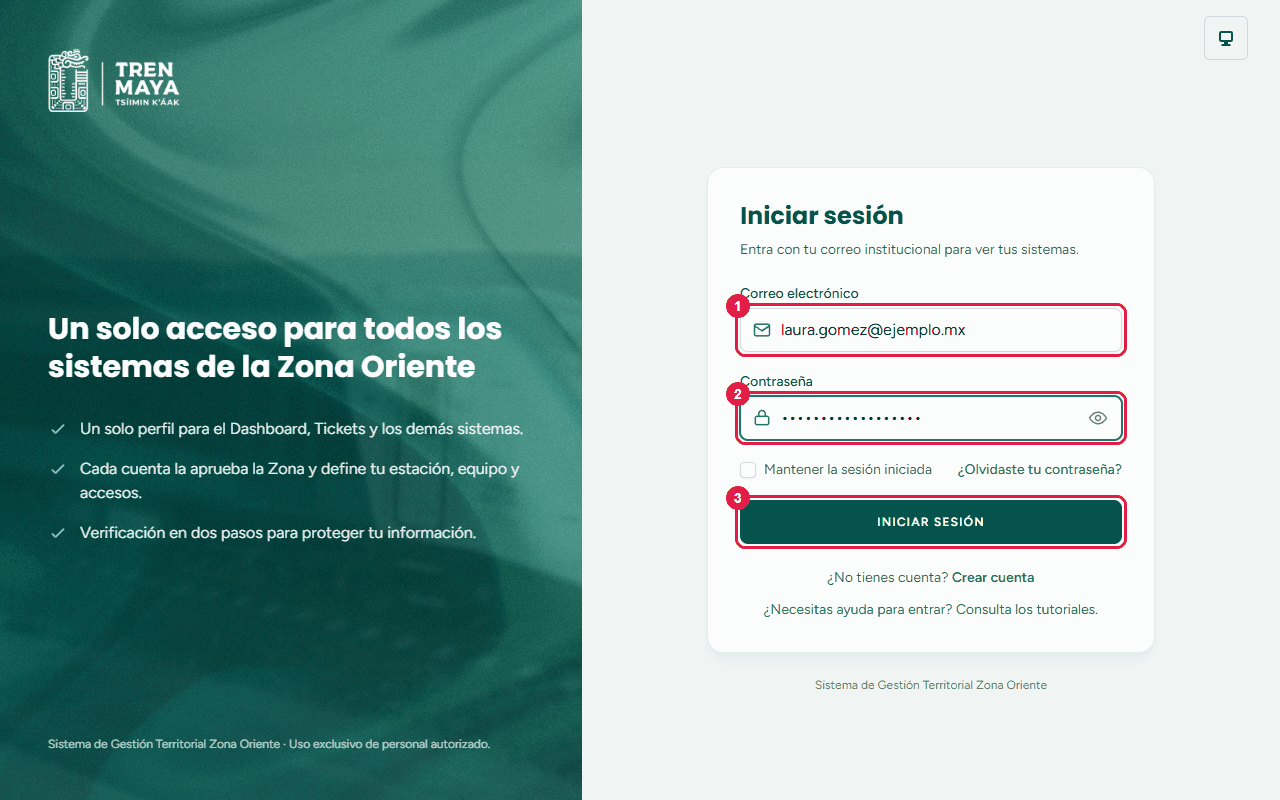 TREN
MAYA
TSÍIMIN K'ÁAK
Un solo acceso para todos los
sistemas de la Zona Oriente
Un solo perfil para el Dashboard, Tickets y los demás sistemas.
Cada cuenta la aprueba la Zona y define tu estación, equipo y
accesos.
Verificación en dos pasos para proteger tu información.
Sistema de Gestión Territorial Zona Oriente · Uso exclusivo de personal autorizado.
Iniciar sesión
Entra con tu correo institucional para ver tus sistemas.
Correo electrónico
1
laura.gomez@ejemplo.mx
Contraseña
2
••••••••••••••••••
Mantener la sesión iniciada
¿Olvidaste tu contraseña?
3
INICIAR SESIÓN
¿No tienes cuenta? Crear cuenta
¿Necesitas ayuda para entrar? Consulta los tutoriales.
Sistema de Gestión Territorial Zona Oriente